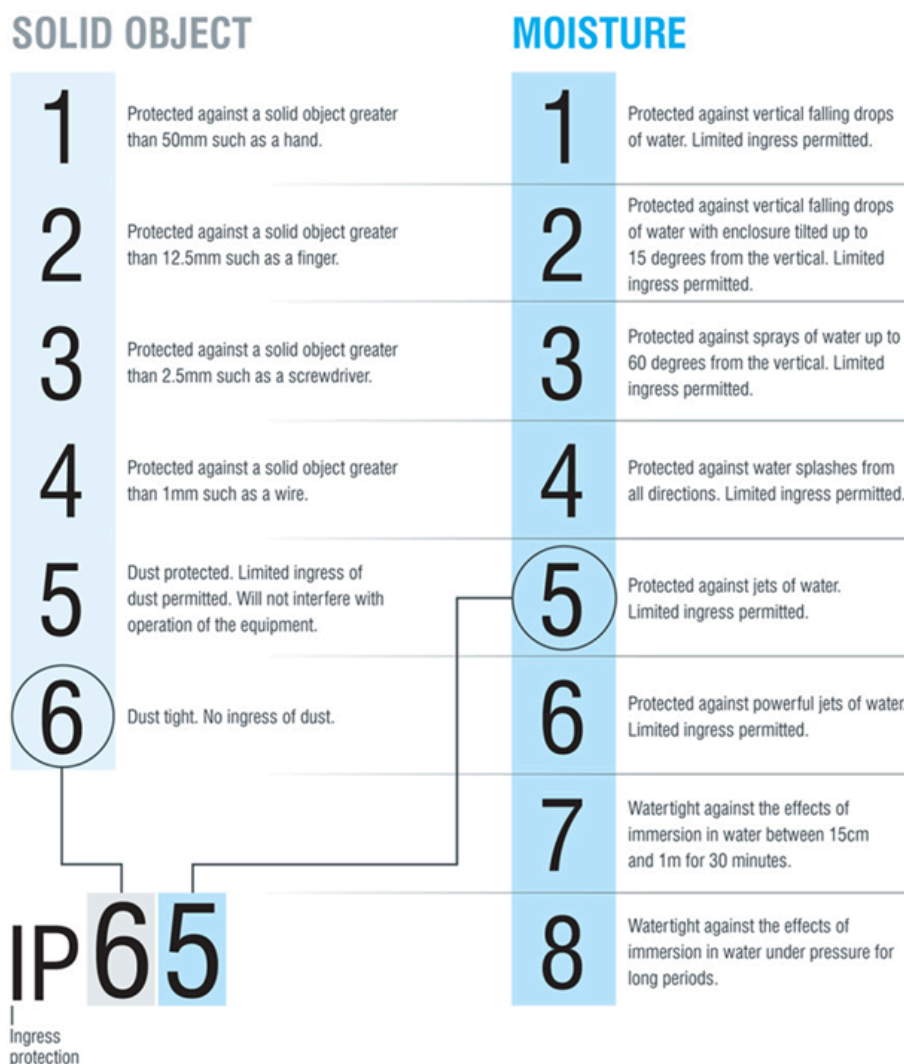 SOLID OBJECT
1
Protected against a solid object greater
than 50mm such as a hand.
2
Protected against a solid object greater
than 12.5mm such as a finger.
3
Protected against a solid object greater
than 2.5mm such as a screwdriver.
4
Protected against a solid object greater
than 1mm such as a wire.
5
Dust protected. Limited ingress of
dust permitted. Will not interfere with
operation of the equipment.
6
Dust tight. No ingress of dust.
MOISTURE
1
Protected against vertical falling drops
of water. Limited ingress permitted.
2
Protected against vertical falling drops
of water with enclosure tilted up to
15 degrees from the vertical. Limited
ingress permitted.
3
Protected against sprays of water up to
60 degrees from the vertical. Limited
ingress permitted.
4
Protected against water splashes from
all directions. Limited ingress permitted.
5
Protected against jets of water.
Limited ingress permitted.
6
Protected against powerful jets of water.
Limited ingress permitted.
7
Watertight against the effects of
immersion in water between 15cm
and 1m for 30 minutes.
8
Watertight against the effects of
immersion in water under pressure for
long periods.
IP65
Ingress
protection